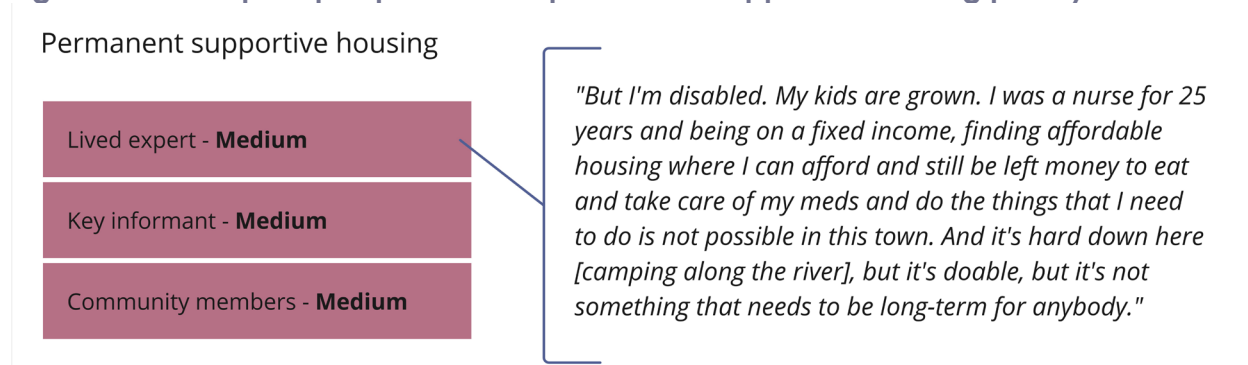 Permanent supportive housing
Lived expert - Medium
Key informant - Medium
Community members - Medium
"But I'm disabled. My kids are grown. I was a nurse for 25
years and being on a fixed income, finding affordable
housing where I can afford and still be left money to eat
and take care of my meds and do the things that I need
to do is not possible in this town. And it's hard down here
[camping along the river], but it's doable, but it's not
something that needs to be long-term for anybody."